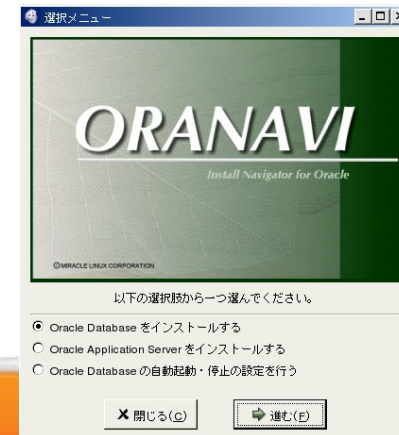 選択メニュー
ORANAVI
Install Navigator for Oracle
©MIRACLE LINUX CORPORATION
以下の選択肢から一つ選んでください。
Oracle Database をインストールする
Oracle Application Server をインストールする
Oracle Database の自動起動・停止の設定を行う
閉じる(C) 進む(F)